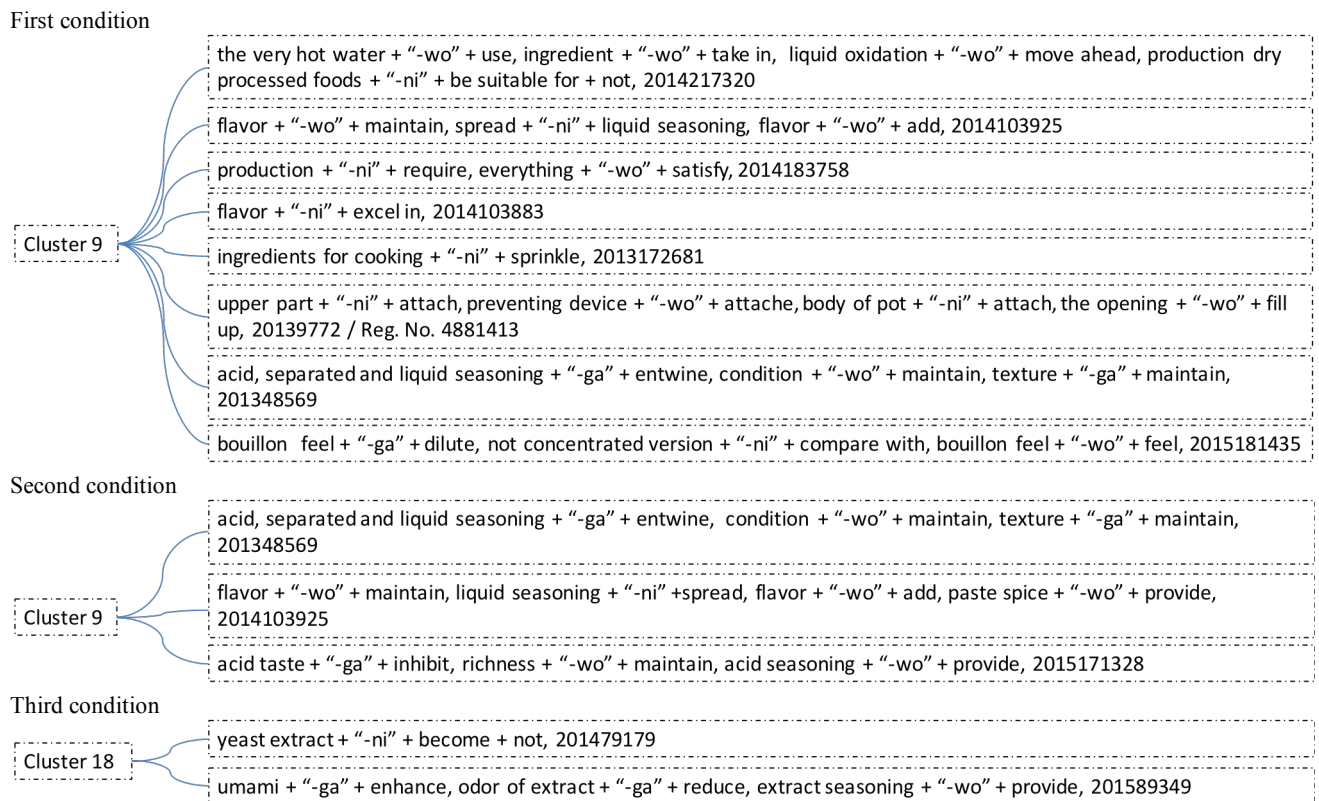 First condition
the very hot water + “-wo” + use, ingredient + “-wo” + take in, liquid oxidation + “-wo” + move ahead, production dry
processed foods + “-ni” + be suitable for + not, 2014217320
flavor + “-wo” + maintain, spread + “-ni” + liquid seasoning, flavor + “-wo” + add, 2014103925
production + “-ni” + require, everything + “-wo” + satisfy, 2014183758
flavor + “-ni” + excel in, 2014103883
Cluster 9
ingredients for cooking + “-ni” + sprinkle, 2013172681
upper part + “-ni” + attach, preventing device + “-wo” + attache, body of pot + “-ni” + attach, the opening + “-wo” + fill
up, 20139772 / Reg. No. 4881413
acid, separated and liquid seasoning + “-ga” + entwine, condition + “-wo” + maintain, texture + “-ga” + maintain,
201348569
bouillon feel + “-ga” + dilute, not concentrated version + “-ni” + compare with, bouillon feel + “-wo” + feel, 2015181435
Second condition
acid, separated and liquid seasoning + “-ga” + entwine, condition + “-wo” + maintain, texture + “-ga” + maintain,
201348569
Cluster 9
flavor + “-wo” + maintain, liquid seasoning + “-ni” +spread, flavor + “-wo” + add, paste spice + “-wo” + provide,
2014103925
acid taste + “-ga” + inhibit, richness + “-wo” + maintain, acid seasoning + “-wo” + provide, 2015171328
Third condition
yeast extract + “-ni” + become + not, 201479179
Cluster 18
umami + “-ga” + enhance, odor of extract + “-ga” + reduce, extract seasoning + “-wo” + provide, 201589349